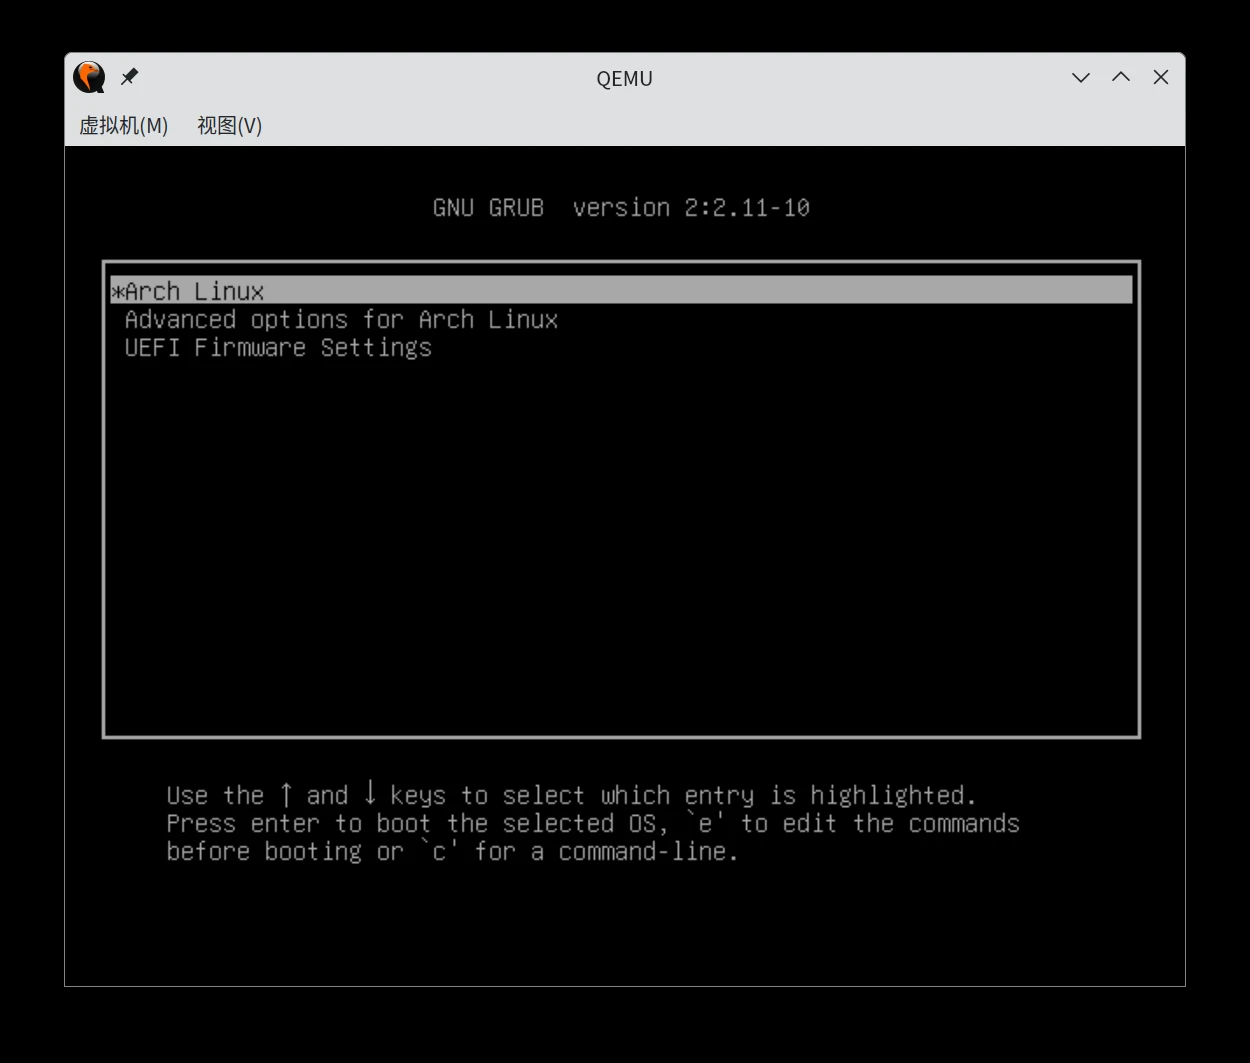 QEMU
虚拟机(M) 视图(V)
GNU GRUB version 2:2.11-10
*Arch Linux
Advanced options for Arch Linux
UEFI Firmware Settings
Use the ↑ and ↓ keys to select which entry is highlighted.
Press enter to boot the selected OS, `e' to edit the commands
before booting or `c' for a command-line.